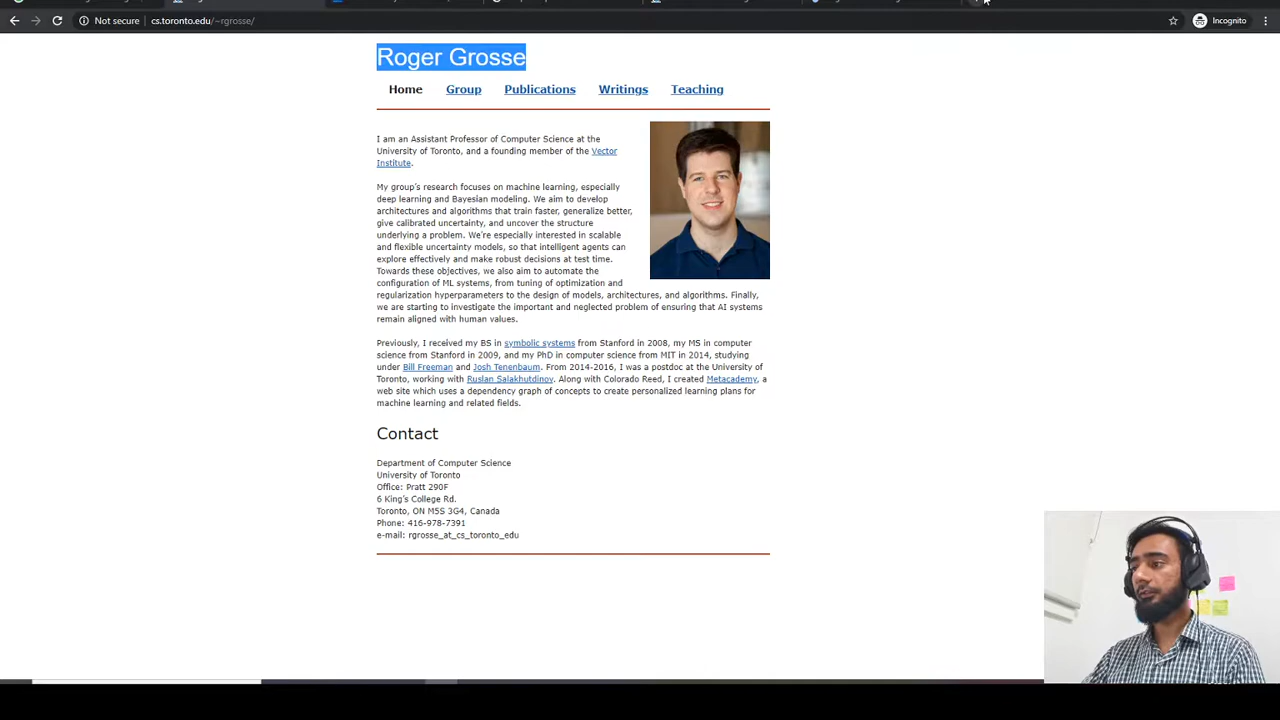 Not secure cs.toronto.edu/~rgrosse/
Incognito
Roger Grosse
Home Group Publications Writings Teaching
I am an Assistant Professor of Computer Science at the
University of Toronto, and a founding member of the Vector
Institute.
My group's research focuses on machine learning, especially
deep learning and Bayesian modeling. We aim to develop
architectures and algorithms that train faster, generalize better,
give calibrated uncertainty, and uncover the structure
underlying a problem. We're especially interested in scalable
and flexible uncertainty models, so that intelligent agents can
explore effectively and make robust decisions at test time.
Towards these objectives, we also aim to automate the
configuration of ML systems, from tuning of optimization and
regularization hyperparameters to the design of models, architectures, and algorithms. Finally,
we are starting to investigate the important and neglected problem of ensuring that AI systems
remain aligned with human values.
Previously, I received my BS in symbolic systems from Stanford in 2008, my MS in computer
science from Stanford in 2009, and my PhD in computer science from MIT in 2014, studying
under Bill Freeman and Josh Tenenbaum. From 2014-2016, I was a postdoc at the University of
Toronto, working with Ruslan Salakhutdinov. Along with Colorado Reed, I created Metacademy, a
web site which uses a dependency graph of concepts to create personalized learning plans for
machine learning and related fields.
Contact
Department of Computer Science
University of Toronto
Office: Pratt 290F
6 King's College Rd.
Toronto, ON M5S 3G4, Canada
Phone: 416-978-7391
e-mail: rgrosse_at_cs_toronto_edu